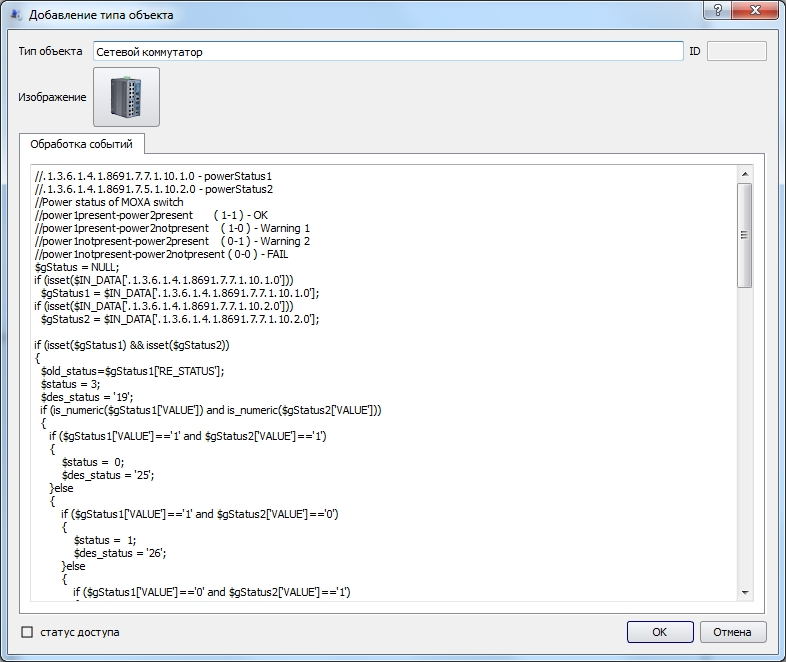 Добавление типа объекта
Тип объекта Сетевой коммутатор ID
Изображение
Обработка событий
//.1.3.6.1.4.1.8691.7.7.1.10.1.0 - powerStatus1
//.1.3.6.1.4.1.8691.7.5.1.10.2.0 - powerStatus2
//Power status of MOXA switch
//power1present-power2present ( 1-1 ) - OK
//power1present-power2notpresent ( 1-0 ) - Warning 1
//power1notpresent-power2present ( 0-1 ) - Warning 2
//power1notpresent-power2notpresent ( 0-0 ) - FAIL
$gStatus = NULL;
if (isset($IN_DATA['.1.3.6.1.4.1.8691.7.7.1.10.1.0']))
$gStatus1 = $IN_DATA['.1.3.6.1.4.1.8691.7.7.1.10.1.0'];
if (isset($IN_DATA['.1.3.6.1.4.1.8691.7.7.1.10.2.0']))
$gStatus2 = $IN_DATA['.1.3.6.1.4.1.8691.7.7.1.10.2.0'];
if (isset($gStatus1) && isset($gStatus2))
{
$old_status=$gStatus1['RE_STATUS'];
$status = 3;
$des_status = '19';
if (is_numeric($gStatus1['VALUE']) and is_numeric($gStatus2['VALUE']))
{
if ($gStatus1['VALUE']=='1' and $gStatus2['VALUE']=='1')
{
$status = 0;
$des_status = '25';
}else
{
if ($gStatus1['VALUE']=='1' and $gStatus2['VALUE']=='0')
{
$status = 1;
$des_status = '26';
}else
{
if ($gStatus1['VALUE']=='0' and $gStatus2['VALUE']=='1')
статус доступа
OK
Отмена